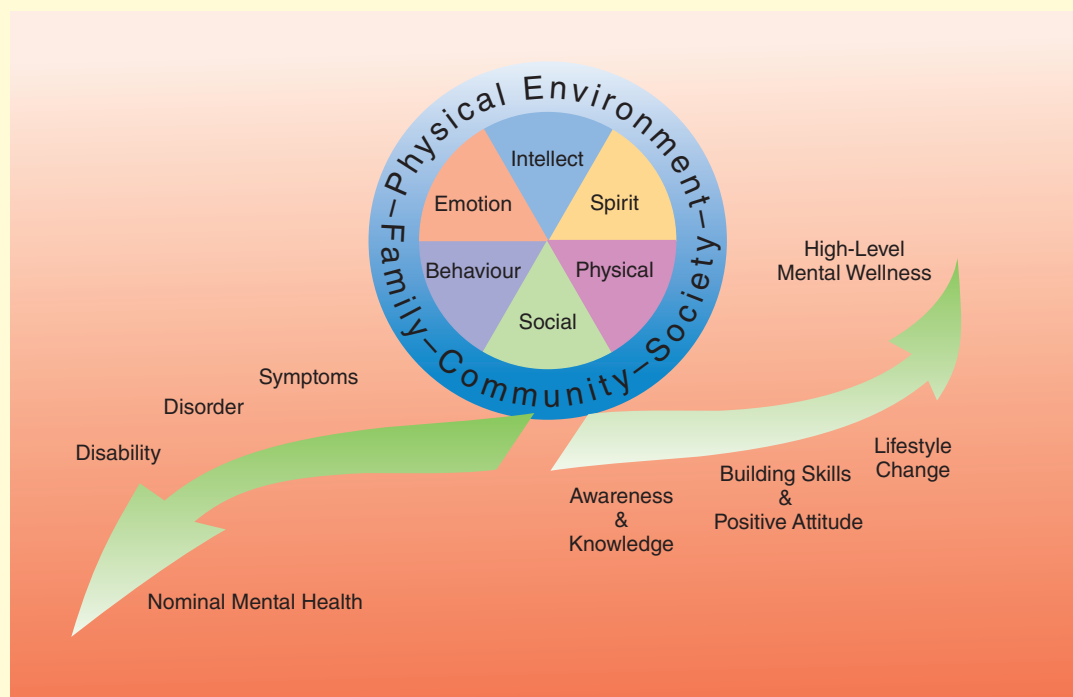 Physical Environment–
Family–Community–Society–
Intellect
Emotion
Spirit
Behaviour
Physical
Social
High-Level
Mental Wellness
Symptoms
Disorder
Disability
Nominal Mental Health
Awareness
&
Knowledge
Building Skills
&
Positive Attitude
Lifestyle
Change